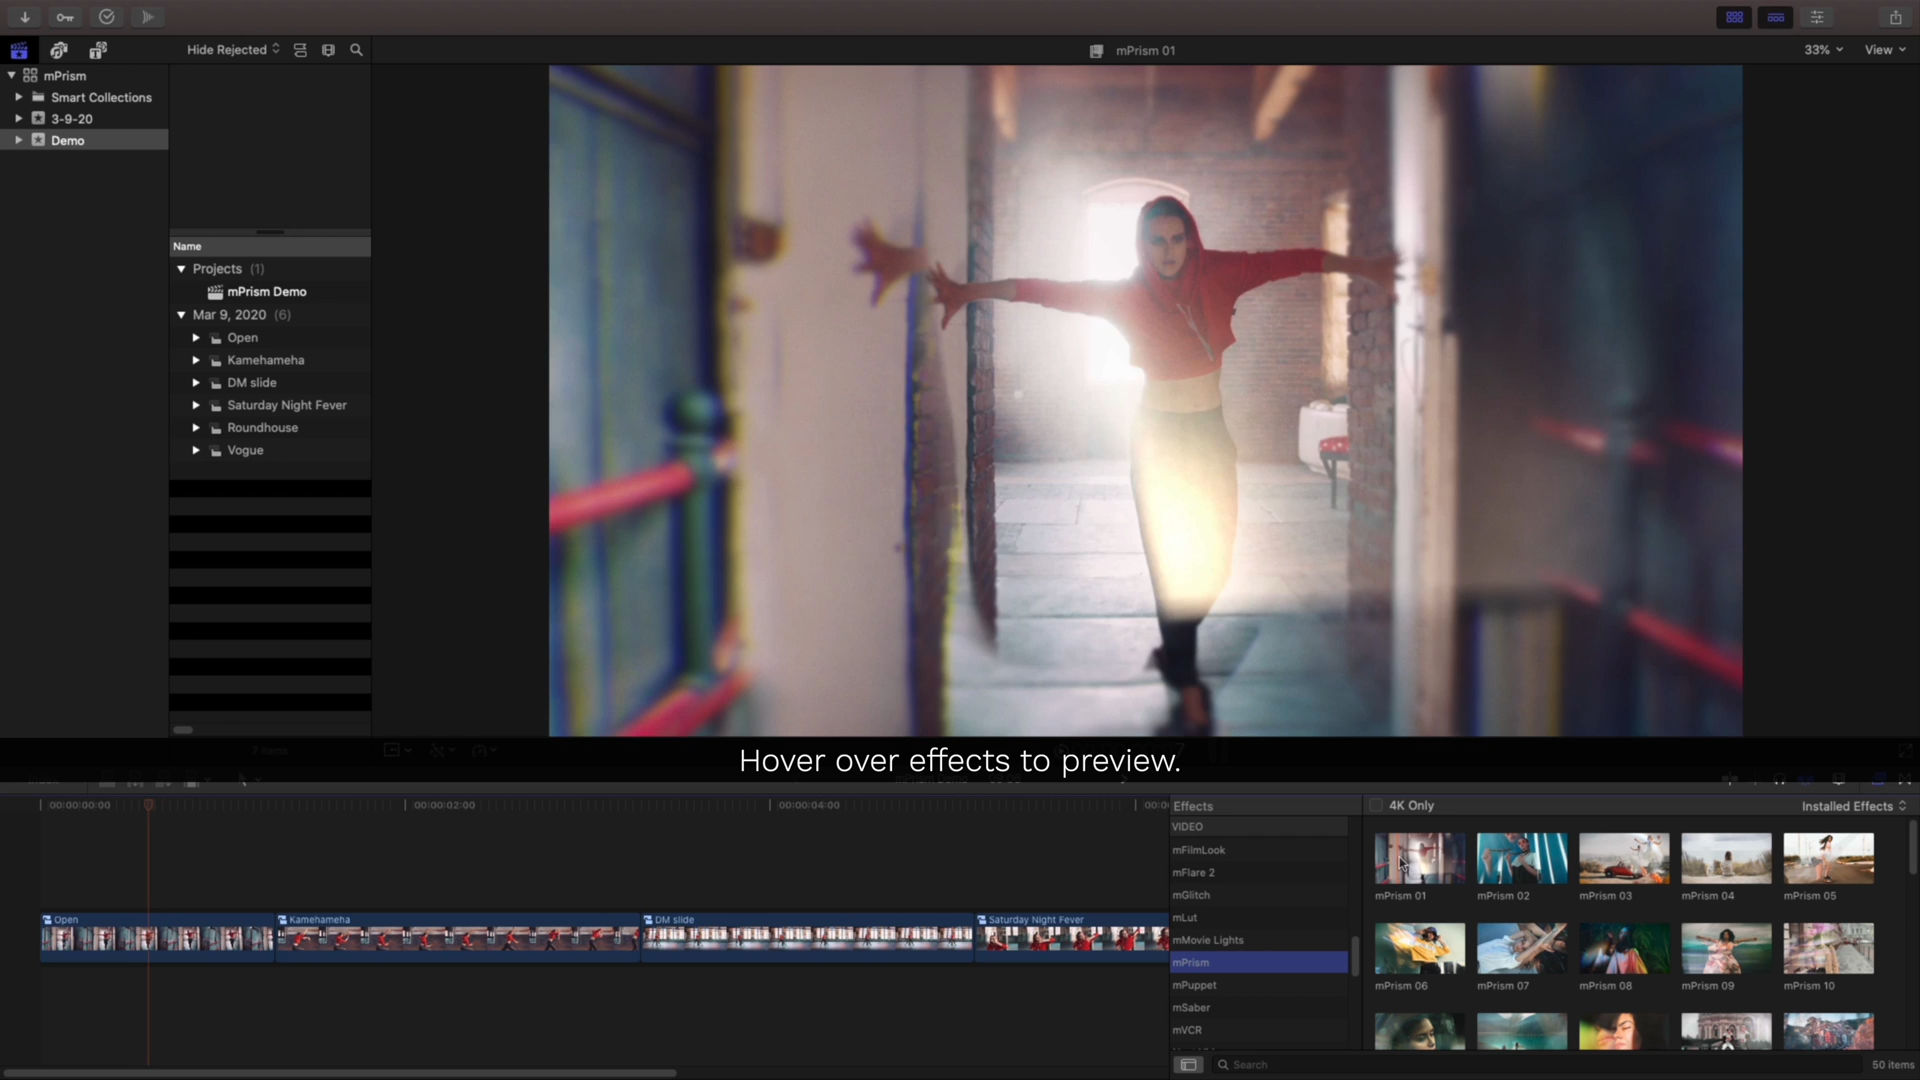 Hide Rejected
mPrism 01
33%
View
mPrism
Smart Collections
3-9-20
Demo
Name
Projects (1)
mPrism Demo
Mar 9, 2020 (6)
Open
Kamehameha
DM slide
Saturday Night Fever
Roundhouse
Vogue
7 items
Hover over effects to preview.
00:00:00:00
00:00:02:00
00:00:04:00
Open
Kamehameha
DM slide
Saturday Night Fever
Effects
VIDEO
mFilmLook
mFlare 2
mGlitch
mLut
mMovie Lights
mPrism
mPuppet
mSaber
mVCR
4K Only
Installed Effects
mPrism 01
mPrism 02
mPrism 03
mPrism 04
mPrism 05
mPrism 06
mPrism 07
mPrism 08
mPrism 09
mPrism 10
Search
50 items